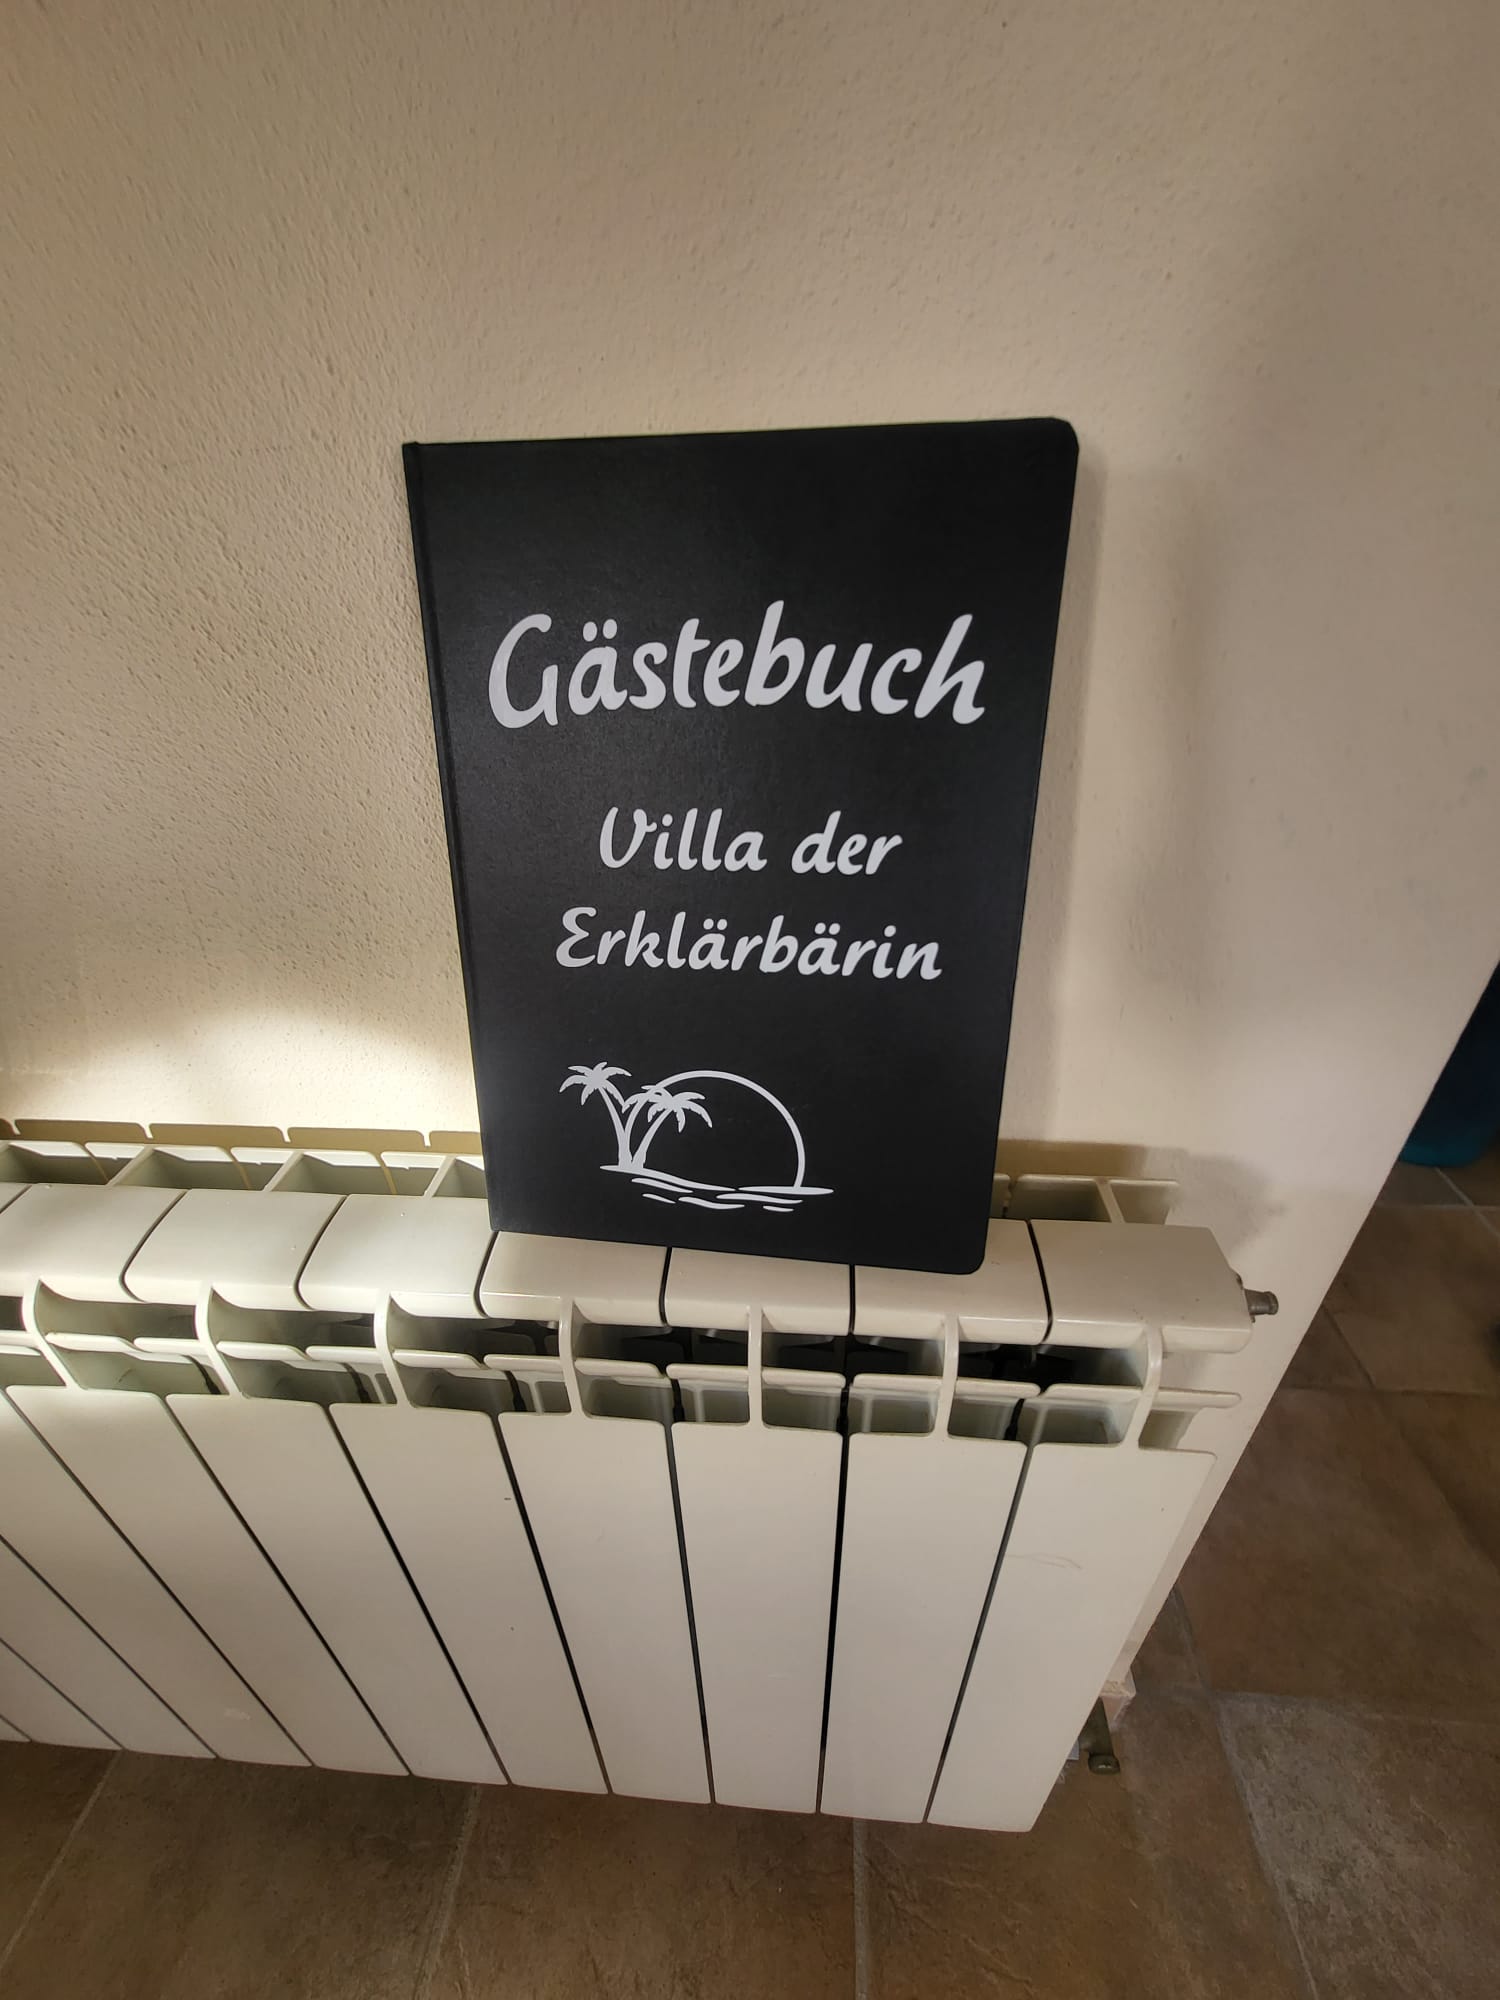 Gästebuch
Villa der
Erklärbärin